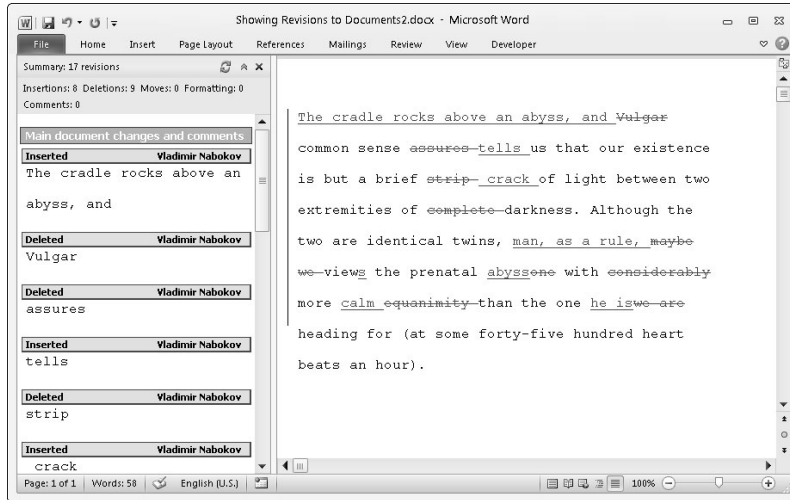 Showing Revisions to Documents2.docx - Microsoft Word
File Home Insert Page Layout References Mailings Review View Developer
Summary: 17 revisions
Insertions: 8 Deletions: 9 Moves: 0 Formatting: 0
Comments: 0
Main document changes and comments
Inserted Vladimir Nabokov
The cradle rocks above an
abyss, and
Deleted Vladimir Nabokov
Vulgar
Deleted Vladimir Nabokov
assures
Inserted Vladimir Nabokov
tells
Deleted Vladimir Nabokov
strip
Inserted Vladimir Nabokov
crack
The cradle rocks above an abyss, and Vulgar
common sense assures tells us that our existence
is but a brief strip crack of light between two
extremities of complete darkness. Although the
two are identical twins, man, as a rule, maybe
we views the prenatal abyssone with considerably
more calm equanimity than the one he iswe are
heading for (at some forty-five hundred heart
beats an hour).
Page: 1 of 1 Words: 58 English (U.S.) 100%